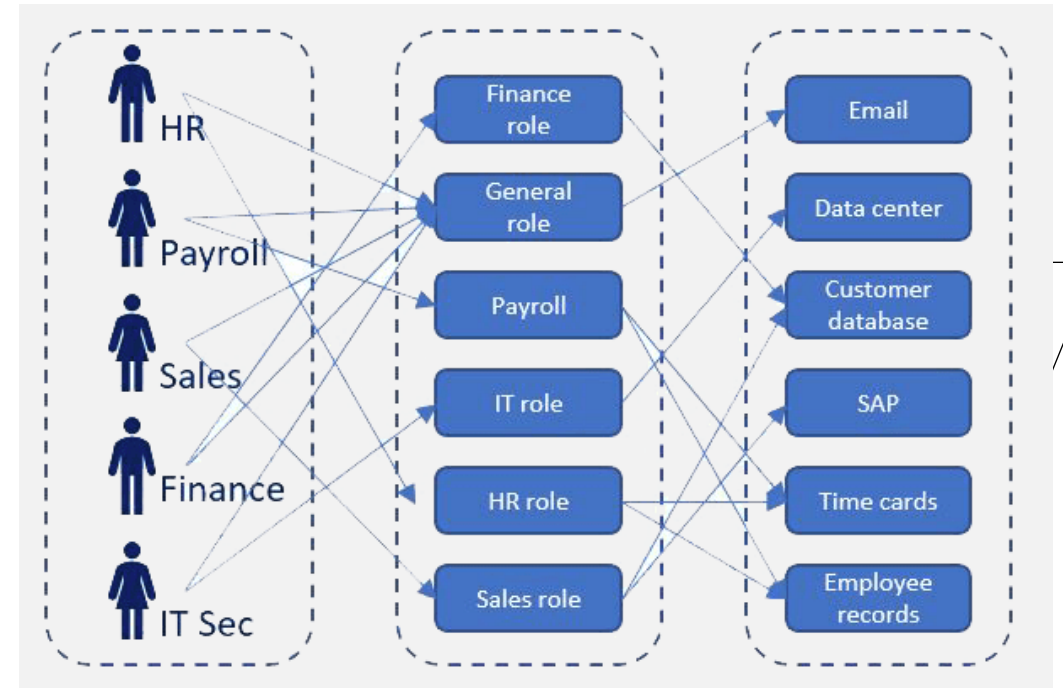 HR
Payroll
Sales
Finance
IT Sec
Finance
role
General
role
Payroll
IT role
HR role
Sales role
Email
Data center
Customer
database
SAP
Time cards
Employee
records